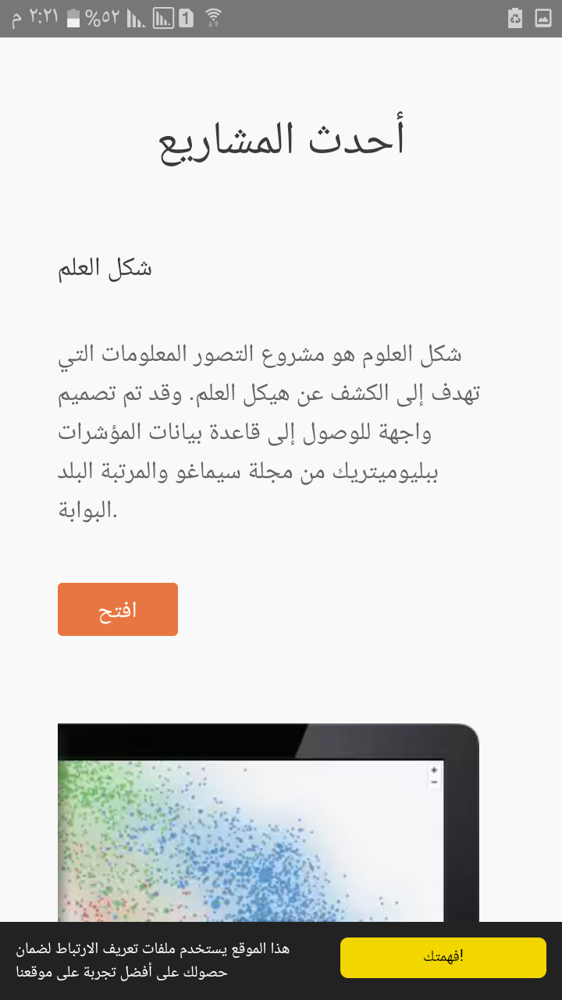 ٢:٢١ م ٥٢% 1
أحدث المشاريع
شكل العلم
شكل العلوم هو مشروع التصور المعلومات التي
تهدف إلى الكشف عن هيكل العلم. وقد تم تصميم
واجهة للوصول إلى قاعدة بيانات المؤشرات
ببليوميتريك من مجلة سيماغو والمرتبة البلد
البوابة.
افتح
+
−
هذا الموقع يستخدم ملفات تعريف الارتباط لضمان
حصولك على أفضل تجربة على موقعنا
فهمتك!